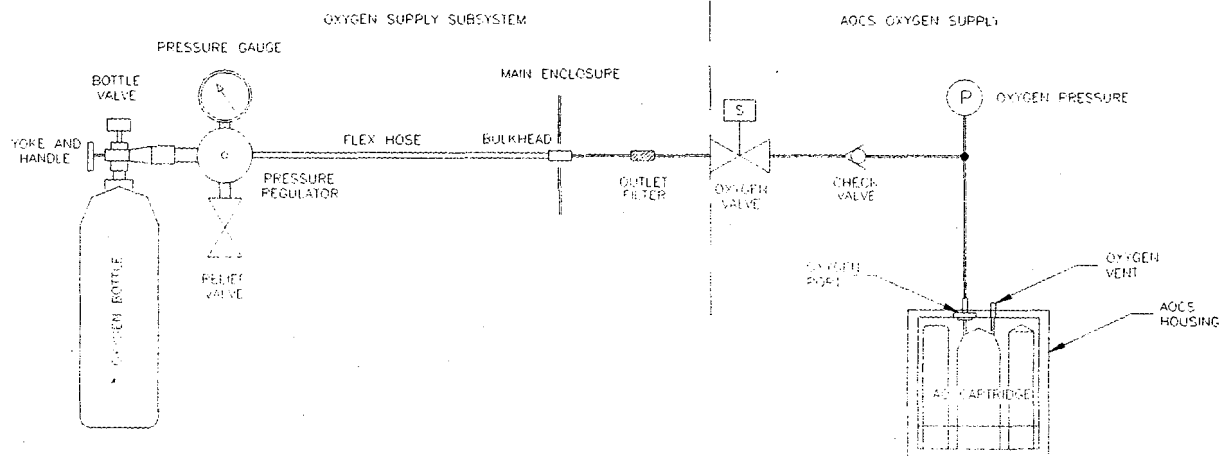 OXYGEN SUPPLY SUBSYSTEM
AOCS OXYGEN SUPPLY
PRESSURE GAUGE
BOTTLE
VALVE
MAIN ENCLOSURE
P
OXYGEN PRESSURE
S
YOKE AND
HANDLE
FLEX HOSE
BULKHEAD
PRESSURE
REGULATOR
OUTLET
FILTER
OXYGEN
VALVE
CHECK
VALVE
RELIEF
VALVE
OXYGEN BOTTLE
OXYGEN
PORT
OXYGEN
VENT
AOCS
HOUSING
CARTRIDGE